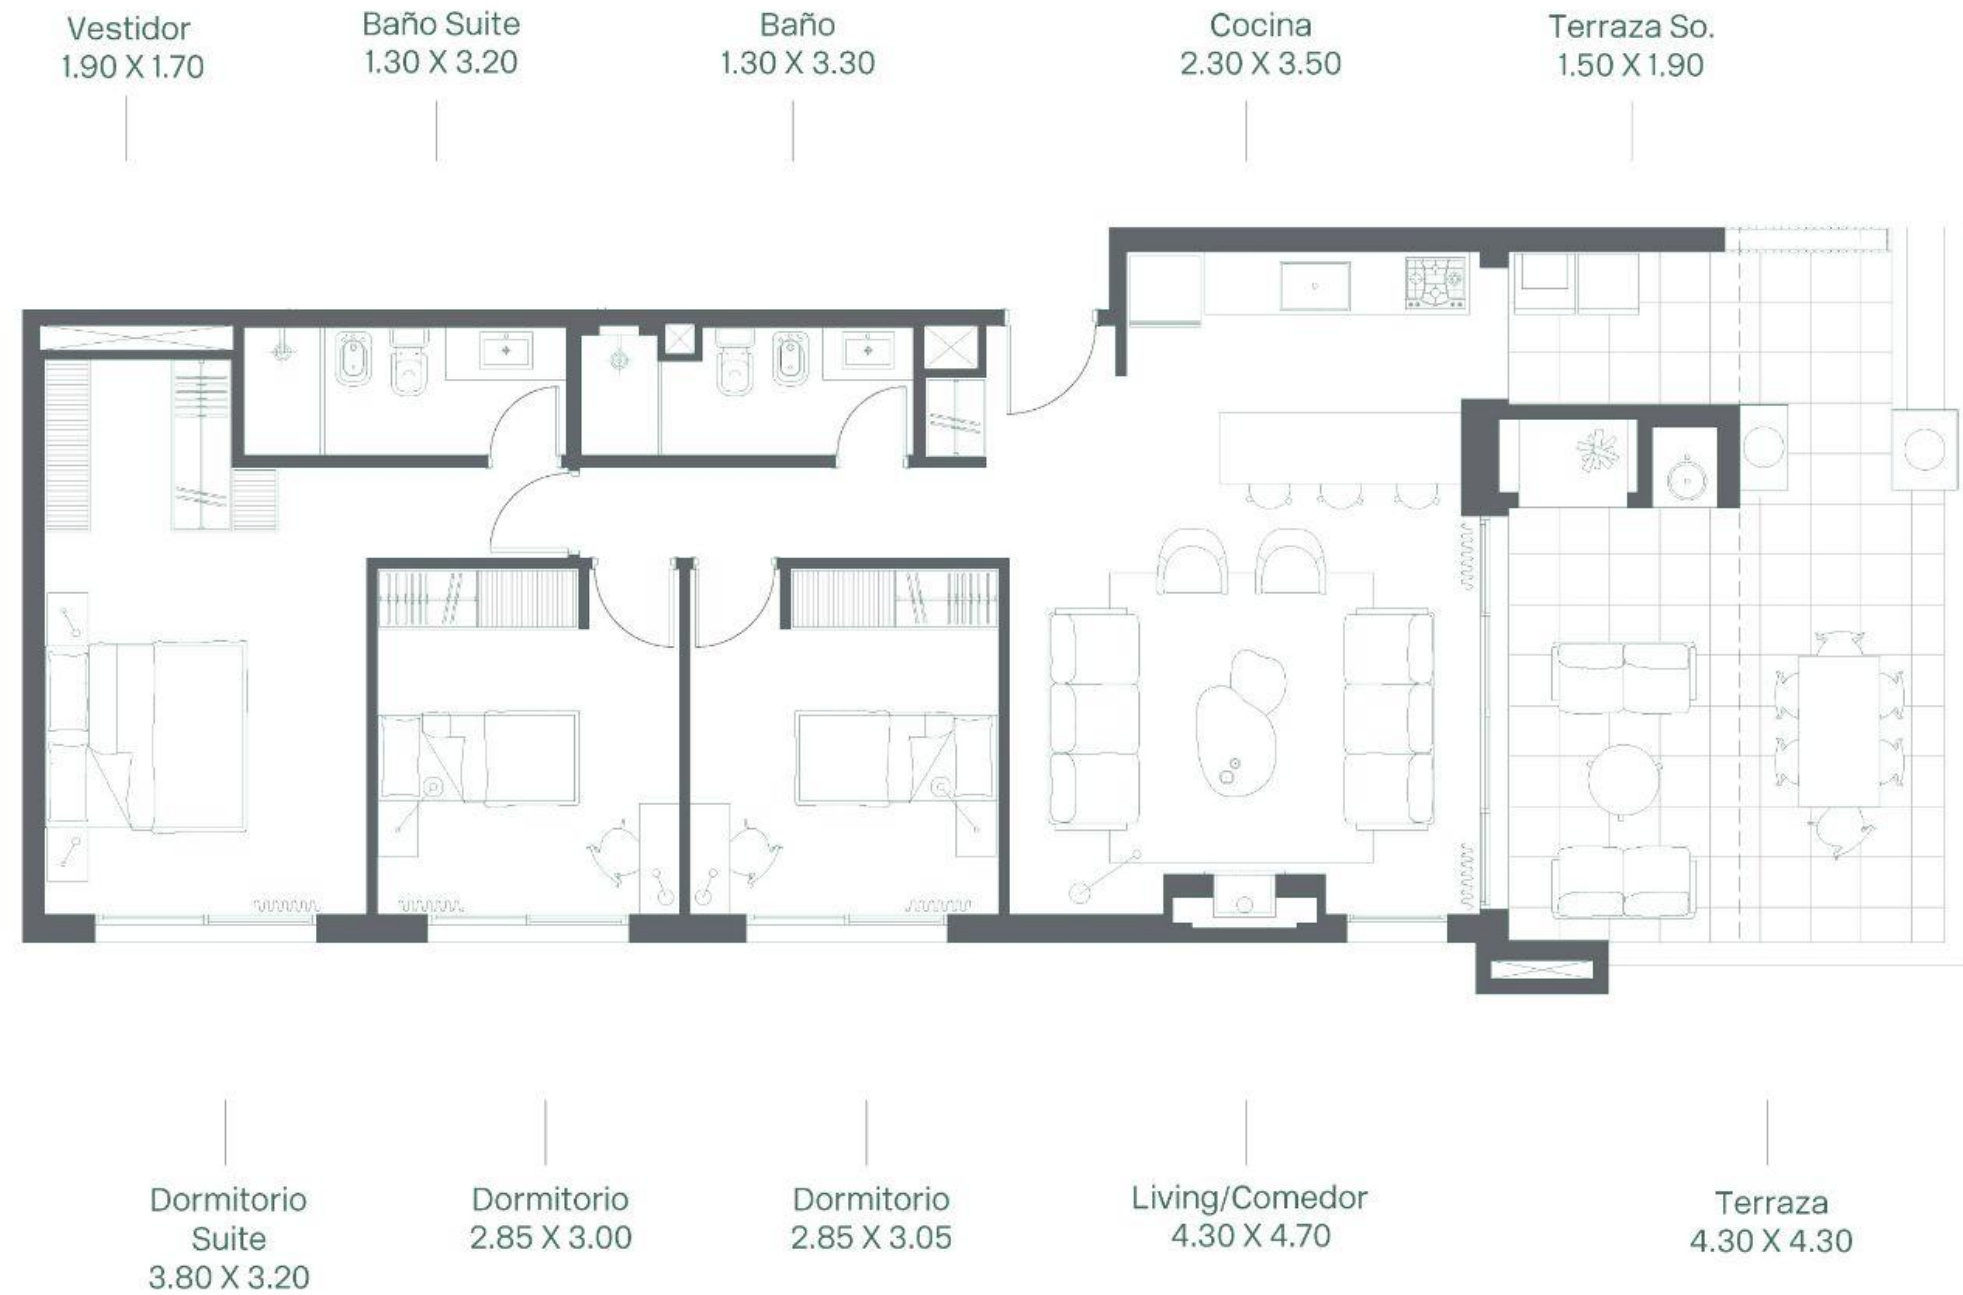 Vestidor
1.90 X 1.70
Baño Suite
1.30 X 3.20
Baño
1.30 X 3.30
Cocina
2.30 X 3.50
Terraza So.
1.50 X 1.90
Dormitorio
Suite
3.80 X 3.20
Dormitorio
2.85 X 3.00
Dormitorio
2.85 X 3.05
Living/Comedor
4.30 X 4.70
Terraza
4.30 X 4.30